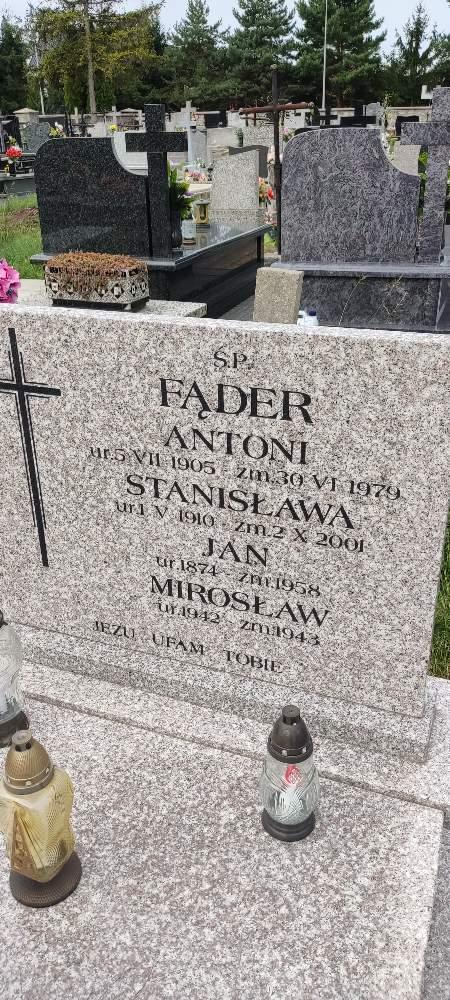 Ś.P.
FĄDER
ANTONI
ur.5 VII 1905 - zm.30 VI 1979
STANISŁAWA
ur.1 V 1910 - zm.2 X 2001
JAN
ur.1874 - zm.1958
MIROSŁAW
ur.1942 - zm.1943
JEZU UFAM TOBIE